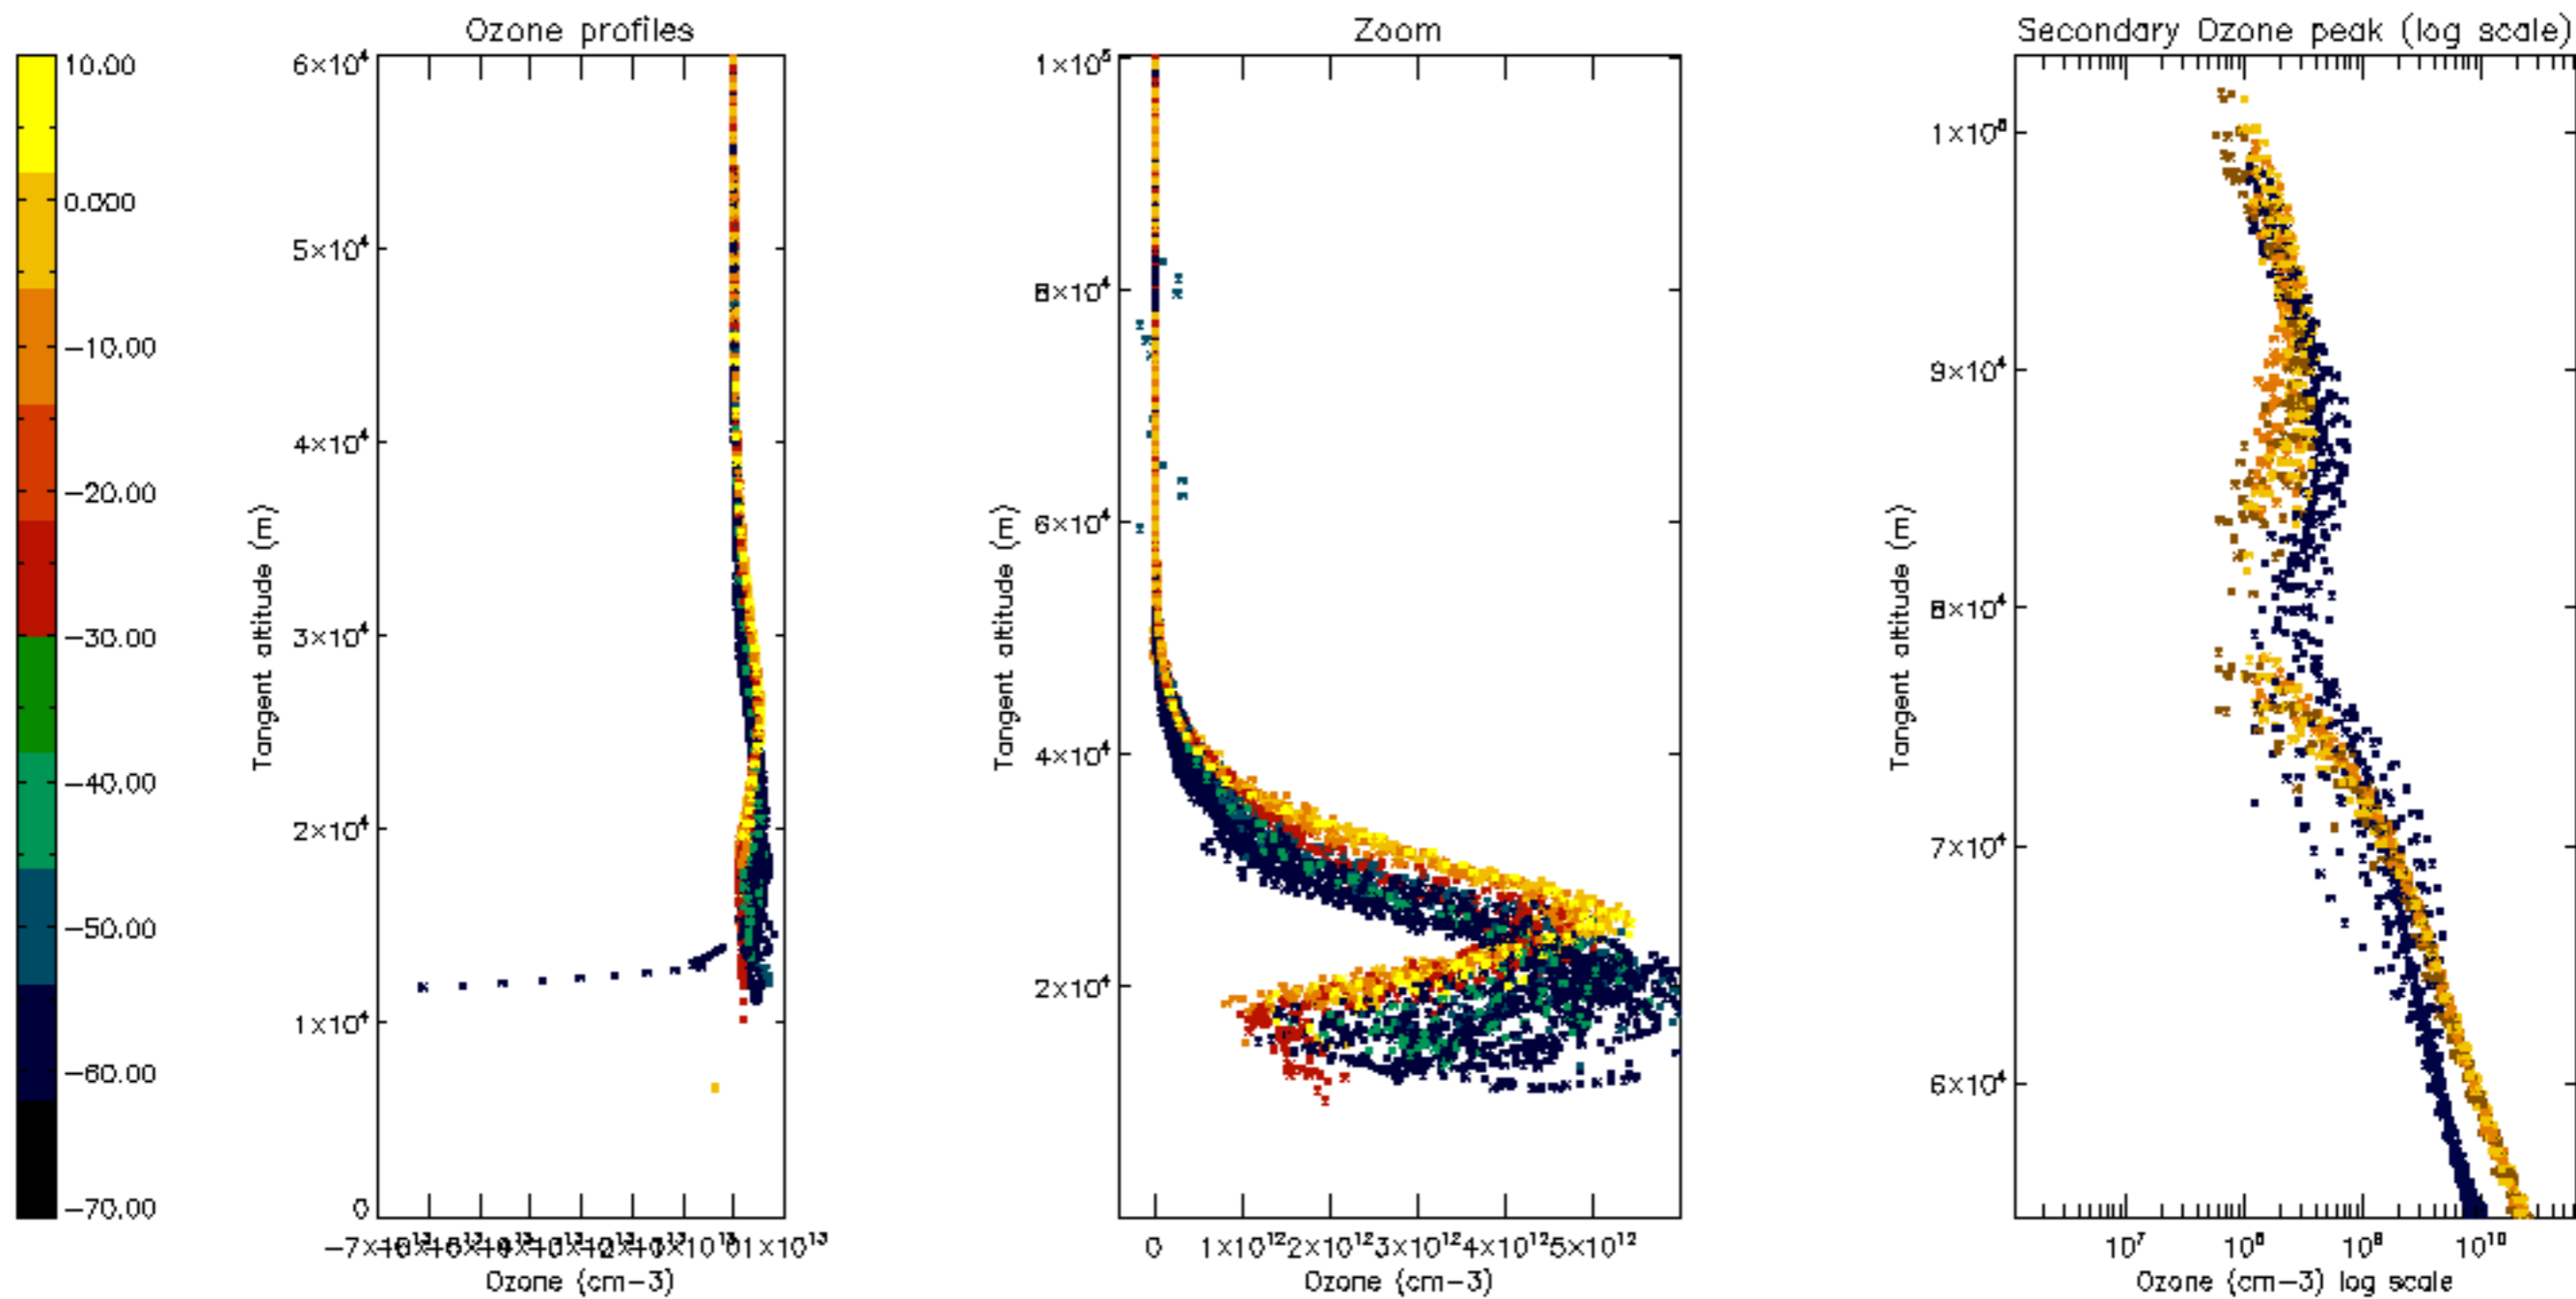 Ozone profiles
Zoom
Secondary Ozone peak (log scale)
10.00
0.000
-10.00
-20.00
-30.00
-40.00
-50.00
-60.00
-70.00
Tangent altitude (m)
6×10⁴
5×10⁴
4×10⁴
3×10⁴
2×10⁴
1×10⁴
0
1×10¹³
Ozone (cm-3)
Tangent altitude (m)
1×10⁵
8×10⁴
6×10⁴
4×10⁴
2×10⁴
0 1×10¹² 2×10¹² 3×10¹² 4×10¹² 5×10¹²
Ozone (cm-3)
Tangent altitude (m)
1×10⁵
9×10⁴
8×10⁴
7×10⁴
6×10⁴
10⁷ 10⁸ 10⁹ 10¹⁰
Ozone (cm-3) log scale